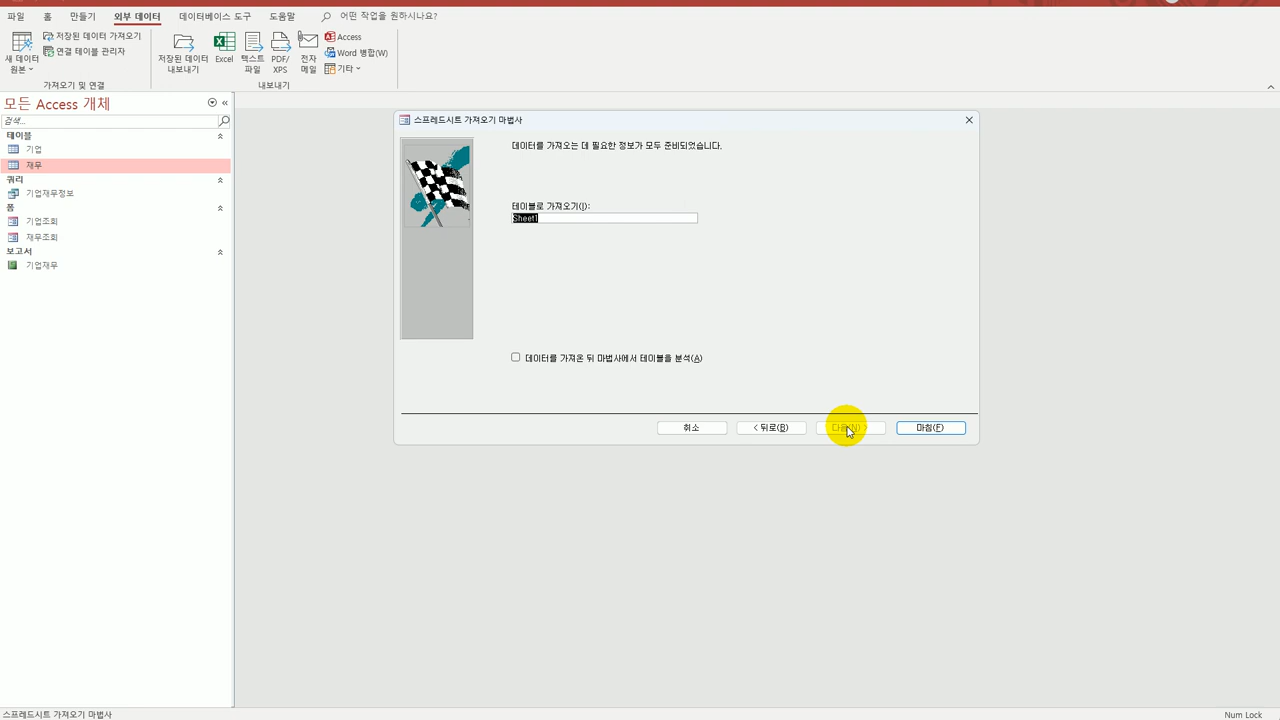 파일 홈 만들기 외부 데이터 데이터베이스 도구 도움말 어떤 작업을 원하시나요?
새 데이터
원본
저장된 데이터 가져오기
연결 테이블 관리자
저장된 데이터
내보내기
Excel
텍스트
파일
PDF/
XPS
전자
메일
Access
Word 병합(W)
기타
가져오기 및 연결
내보내기
모든 Access 개체
검색...
테이블
기업
재무
쿼리
기업재무정보
폼
기업조회
재무조회
보고서
기업재무
스프레드시트 가져오기 마법사
데이터를 가져오는 데 필요한 정보가 모두 준비되었습니다.
테이블로 가져오기(I):
Sheet1
데이터를 가져온 뒤 마법사에서 테이블을 분석(A)
취소
< 뒤로(B)
다음(N) >
마침(F)
스프레드시트 가져오기 마법사
Num Lock